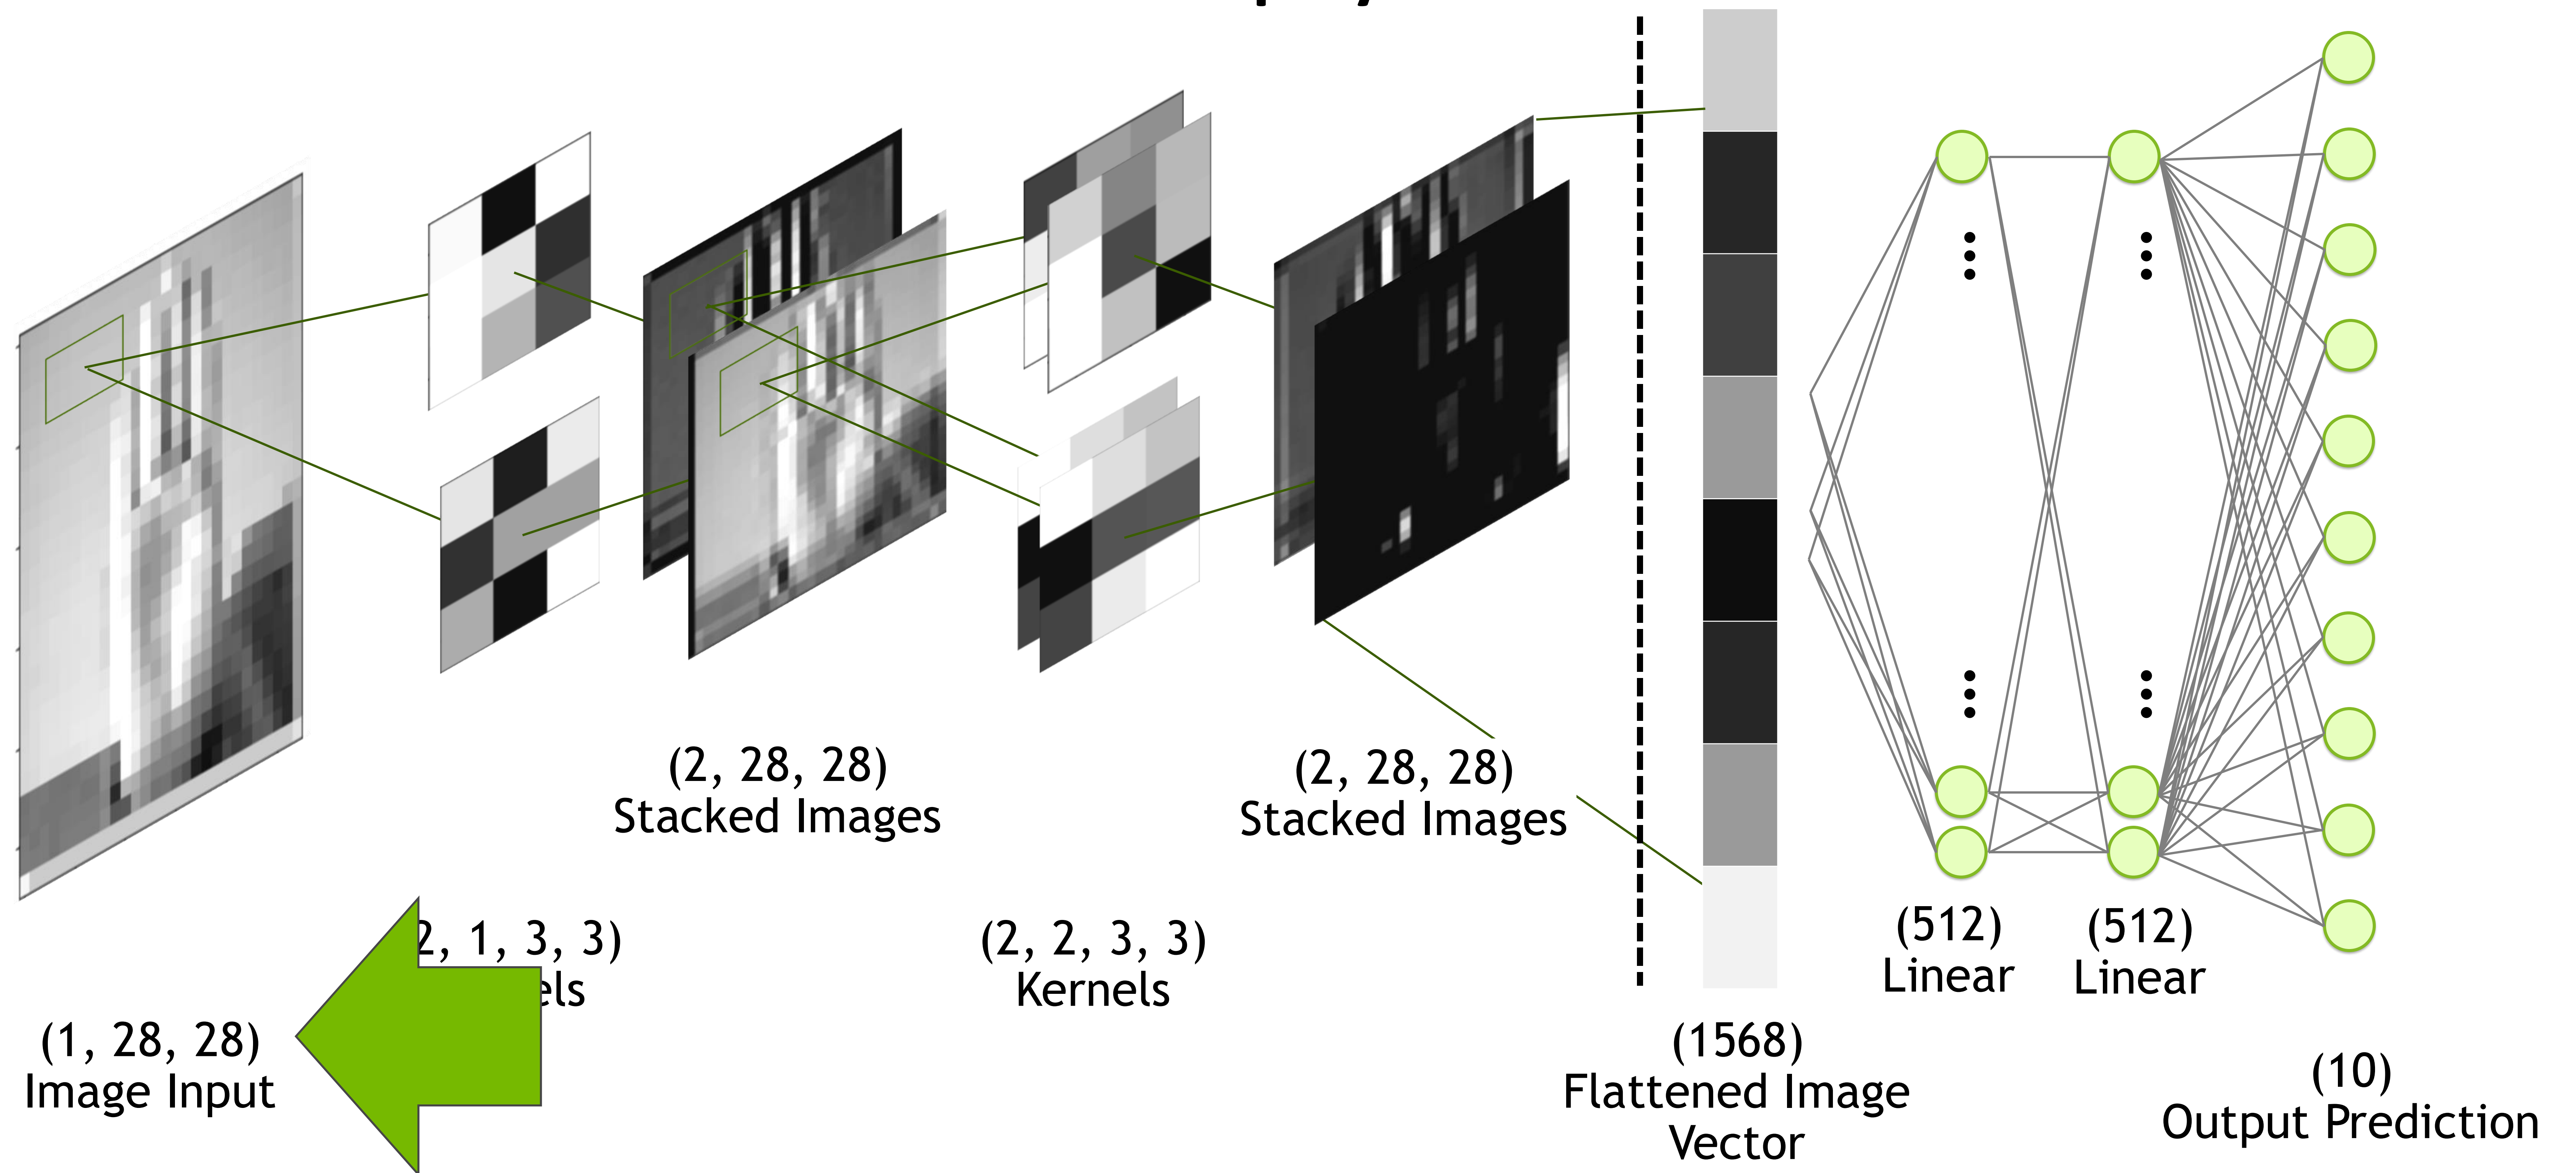 (2, 28, 28)
Stacked Images
(2, 28, 28)
Stacked Images
2, 1, 3, 3)
els
(2, 2, 3, 3)
Kernels
(512)
Linear
(512)
Linear
(1, 28, 28)
Image Input
(1568)
Flattened Image
Vector
(10)
Output Prediction